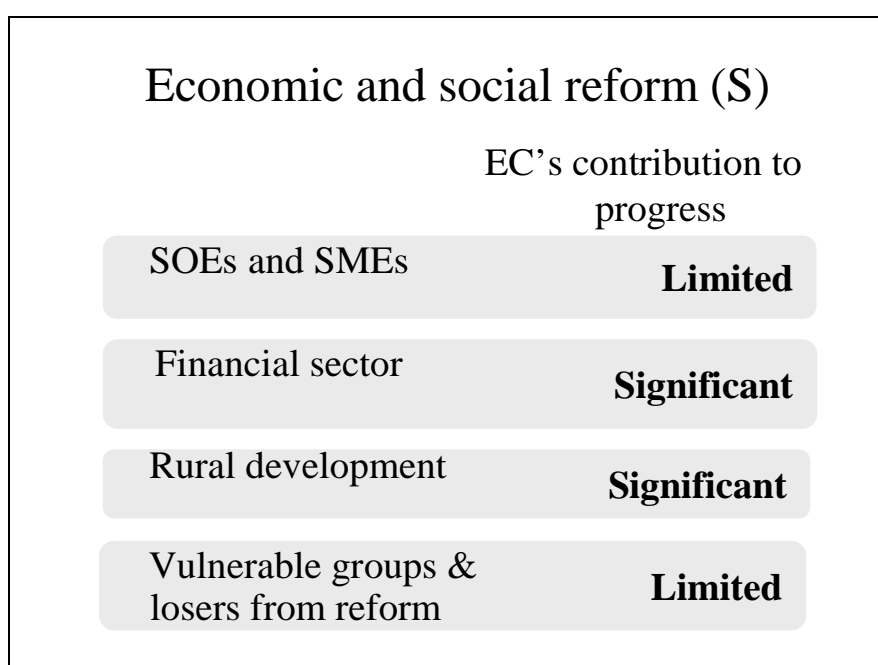 Economic and social reform (S)
EC’s contribution to
progress
SOEs and SMEs
Limited
Financial sector
Significant
Rural development
Significant
Vulnerable groups &
losers from reform
Limited